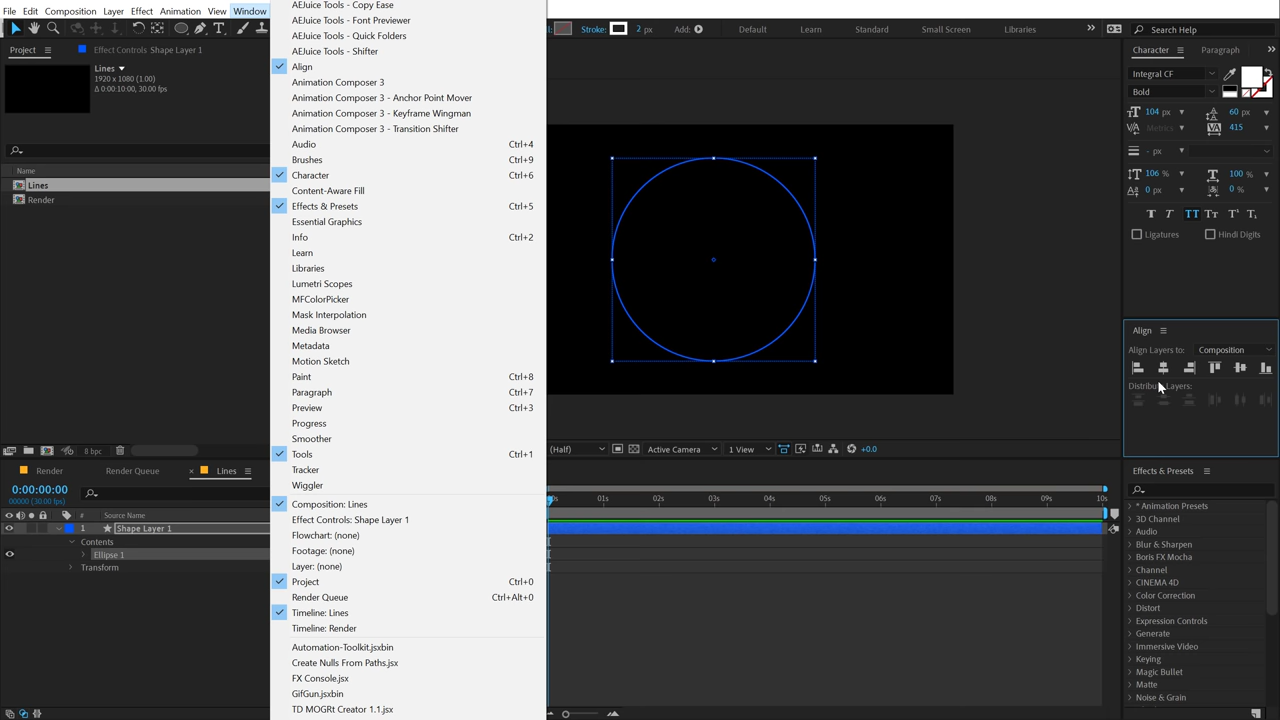 File Edit Composition Layer Effect Animation View Window
Stroke: 2 px Add: Default Learn Standard Small Screen Libraries Search Help
Project Effect Controls Shape Layer 1
Lines
1920 x 1080 (1.00)
Δ 0:00:10:00, 30.00 fps
Name
Lines
Render
8 bpc
AEJuice Tools - Copy Ease
AEJuice Tools - Font Previewer
AEJuice Tools - Quick Folders
AEJuice Tools - Shifter
Align
Animation Composer 3
Animation Composer 3 - Anchor Point Mover
Animation Composer 3 - Keyframe Wingman
Animation Composer 3 - Transition Shifter
Audio Ctrl+4
Brushes Ctrl+9
Character Ctrl+6
Content-Aware Fill
Effects & Presets Ctrl+5
Essential Graphics
Info Ctrl+2
Learn
Libraries
Lumetri Scopes
MFColorPicker
Mask Interpolation
Media Browser
Metadata
Motion Sketch
Paint Ctrl+8
Paragraph Ctrl+7
Preview Ctrl+3
Progress
Smoother
Tools Ctrl+1
Tracker
Wiggler
Composition: Lines
Effect Controls: Shape Layer 1
Flowchart: (none)
Footage: (none)
Layer: (none)
Project Ctrl+0
Render Queue Ctrl+Alt+0
Timeline: Lines
Timeline: Render
Automation-Toolkit.jsxbin
Create Nulls From Paths.jsx
FX Console.jsx
GifGun.jsxbin
TD MOGRt Creator 1.1.jsx
(Half) Active Camera 1 View +0.0
Character Paragraph
Integral CF
Bold
104 px 60 px
Metrics 415
- px
106 % 100 %
0 px 0 %
T T TT Tт T¹ T₁
Ligatures Hindi Digits
Align
Align Layers to: Composition
Distribute Layers:
Effects & Presets
* Animation Presets
3D Channel
Audio
Blur & Sharpen
Boris FX Mocha
Channel
CINEMA 4D
Color Correction
Distort
Expression Controls
Generate
Immersive Video
Keying
Magic Bullet
Matte
Noise & Grain
Render Render Queue Lines
0:00:00:00
00000 (30.00 fps)
# Source Name
1 Shape Layer 1
Contents
Ellipse 1
Transform
01s 02s 03s 04s 05s 06s 07s 08s 09s 10s